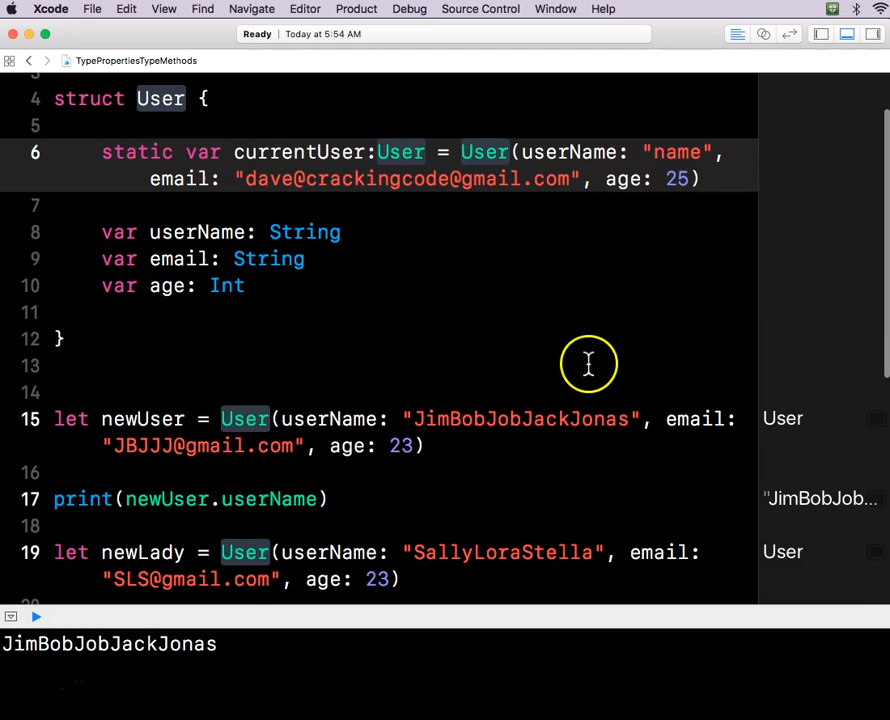 Xcode File Edit View Find Navigate Editor Product Debug Source Control Window Help
Ready Today at 5:54 AM
TypePropertiesTypeMethods
3
4 struct User {
5
6 static var currentUser:User = User(userName: "name",
email: "dave@crackingcode@gmail.com", age: 25)
7
8 var userName: String
9 var email: String
10 var age: Int
11
12 }
13
14
15 let newUser = User(userName: "JimBobJobJackJonas", email: User
"JBJJJ@gmail.com", age: 23)
16
17 print(newUser.userName) "JimBobJob...
18
19 let newLady = User(userName: "SallyLoraStella", email: User
"SLS@gmail.com", age: 23)
20
JimBobJobJackJonas